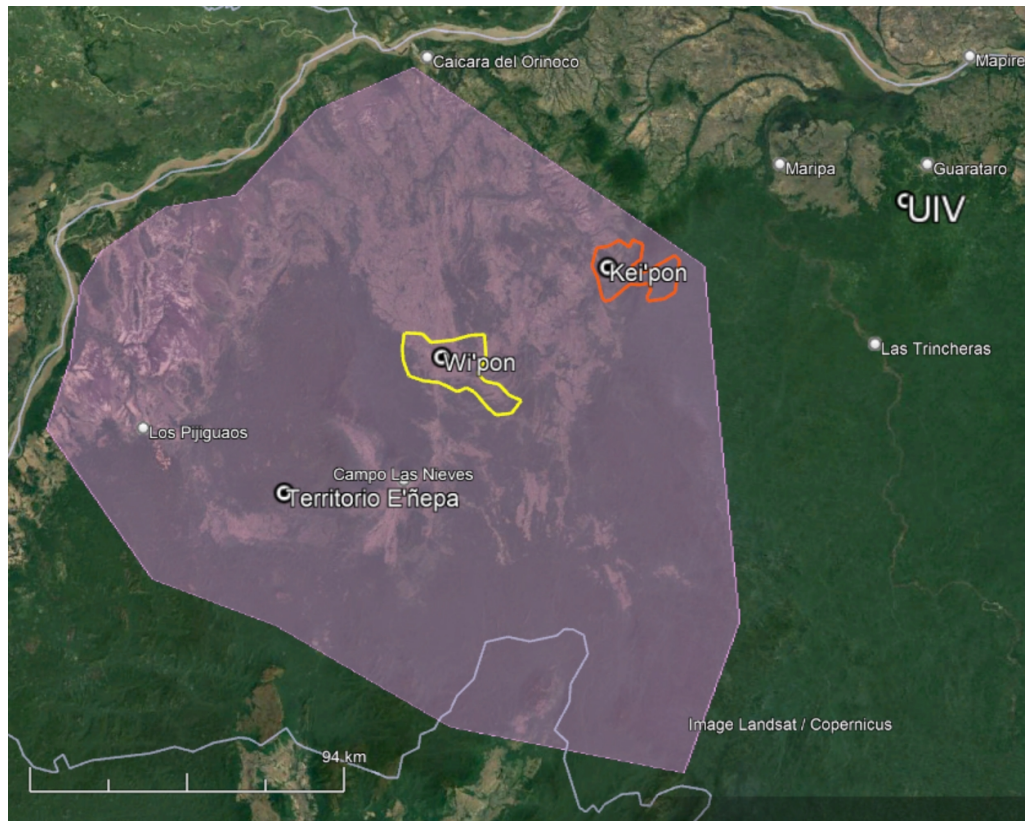 Caicara del Orinoco
Mapire
Maripa
Guarataro
UIV
Kei'pon
Las Trincheras
Wi'pon
Los Pijiguaos
Campo Las Nieves
Territorio E'ñepa
Image Landsat / Copernicus
94 km